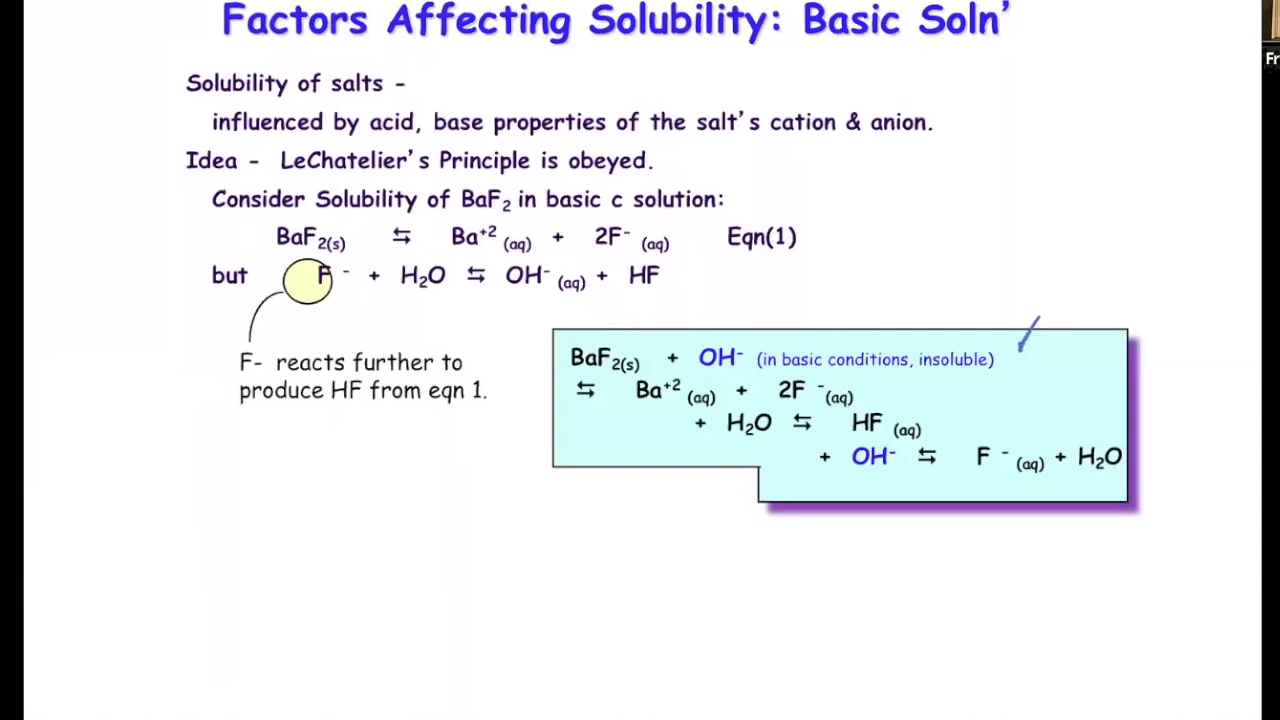 Factors Affecting Solubility: Basic Soln’
Fr
Solubility of salts -
influenced by acid, base properties of the salt’s cation & anion.
Idea - LeChatelier’s Principle is obeyed.
Consider Solubility of BaF₂ in basic c solution:
BaF₂₍s₎ ⇆ Ba⁺² (aq) + 2F⁻ (aq) Eqn(1)
but F⁻ + H₂O ⇆ OH⁻ (aq) + HF
F- reacts further to
produce HF from eqn 1.
BaF₂₍s₎ + OH⁻ (in basic conditions, insoluble)
⇆ Ba⁺² (aq) + 2F ⁻(aq)
+ H₂O ⇆ HF (aq)
+ OH⁻ ⇆ F ⁻ (aq) + H₂O